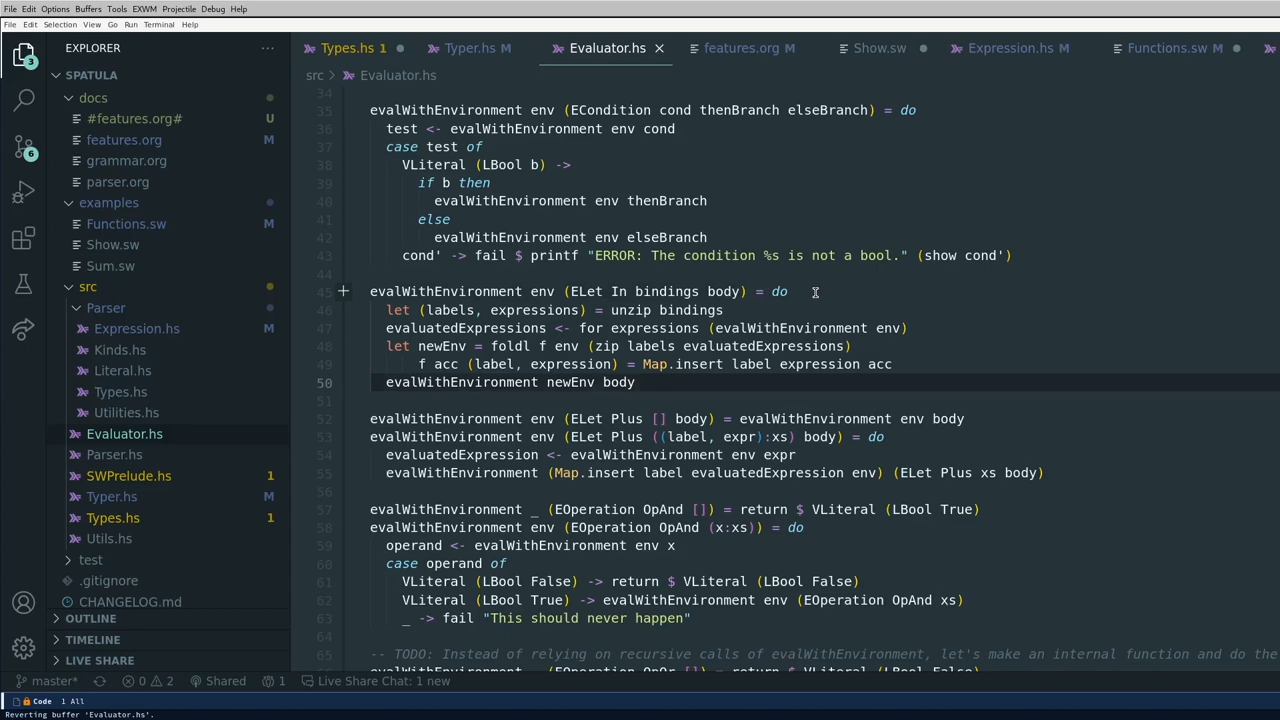 File Edit Options Buffers Tools EXWM Projectile Debug Help
File Edit Selection View Go Run Terminal Help
EXPLORER
SPATULA
docs
#features.org# U
features.org M
grammar.org
parser.org
examples
Functions.sw M
Show.sw
Sum.sw
src
Parser
Expression.hs M
Kinds.hs
Literal.hs
Types.hs
Utilities.hs
Evaluator.hs
Parser.hs
SWPrelude.hs 1
Typer.hs M
Types.hs 1
Utils.hs
test
.gitignore
CHANGELOG.md
OUTLINE
TIMELINE
LIVE SHARE
3
6
Types.hs 1 Typer.hs M Evaluator.hs features.org M Show.sw Expression.hs M Functions.sw M
src > Evaluator.hs
34
35 evalWithEnvironment env (ECondition cond thenBranch elseBranch) = do
36 test <- evalWithEnvironment env cond
37 case test of
38 VLiteral (LBool b) ->
39 if b then
40 evalWithEnvironment env thenBranch
41 else
42 evalWithEnvironment env elseBranch
43 cond' -> fail $ printf "ERROR: The condition %s is not a bool." (show cond')
44
45 evalWithEnvironment env (ELet In bindings body) = do
46 let (labels, expressions) = unzip bindings
47 evaluatedExpressions <- for expressions (evalWithEnvironment env)
48 let newEnv = foldl f env (zip labels evaluatedExpressions)
49 f acc (label, expression) = Map.insert label expression acc
50 evalWithEnvironment newEnv body
51
52 evalWithEnvironment env (ELet Plus [] body) = evalWithEnvironment env body
53 evalWithEnvironment env (ELet Plus ((label, expr):xs) body) = do
54 evaluatedExpression <- evalWithEnvironment env expr
55 evalWithEnvironment (Map.insert label evaluatedExpression env) (ELet Plus xs body)
56
57 evalWithEnvironment _ (EOperation OpAnd []) = return $ VLiteral (LBool True)
58 evalWithEnvironment env (EOperation OpAnd (x:xs)) = do
59 operand <- evalWithEnvironment env x
60 case operand of
61 VLiteral (LBool False) -> return $ VLiteral (LBool False)
62 VLiteral (LBool True) -> evalWithEnvironment env (EOperation OpAnd xs)
63 _ -> fail "This should never happen"
64
65 -- TODO: Instead of relying on recursive calls of evalWithEnvironment, let's make an internal function and do the
evalWithEnvironment _ (EOperation OpOr []) = return $ VLiteral (LBool False)
master* 0 2 Shared 1 Live Share Chat: 1 new
Code 1 All
Reverting buffer 'Evaluator.hs'.